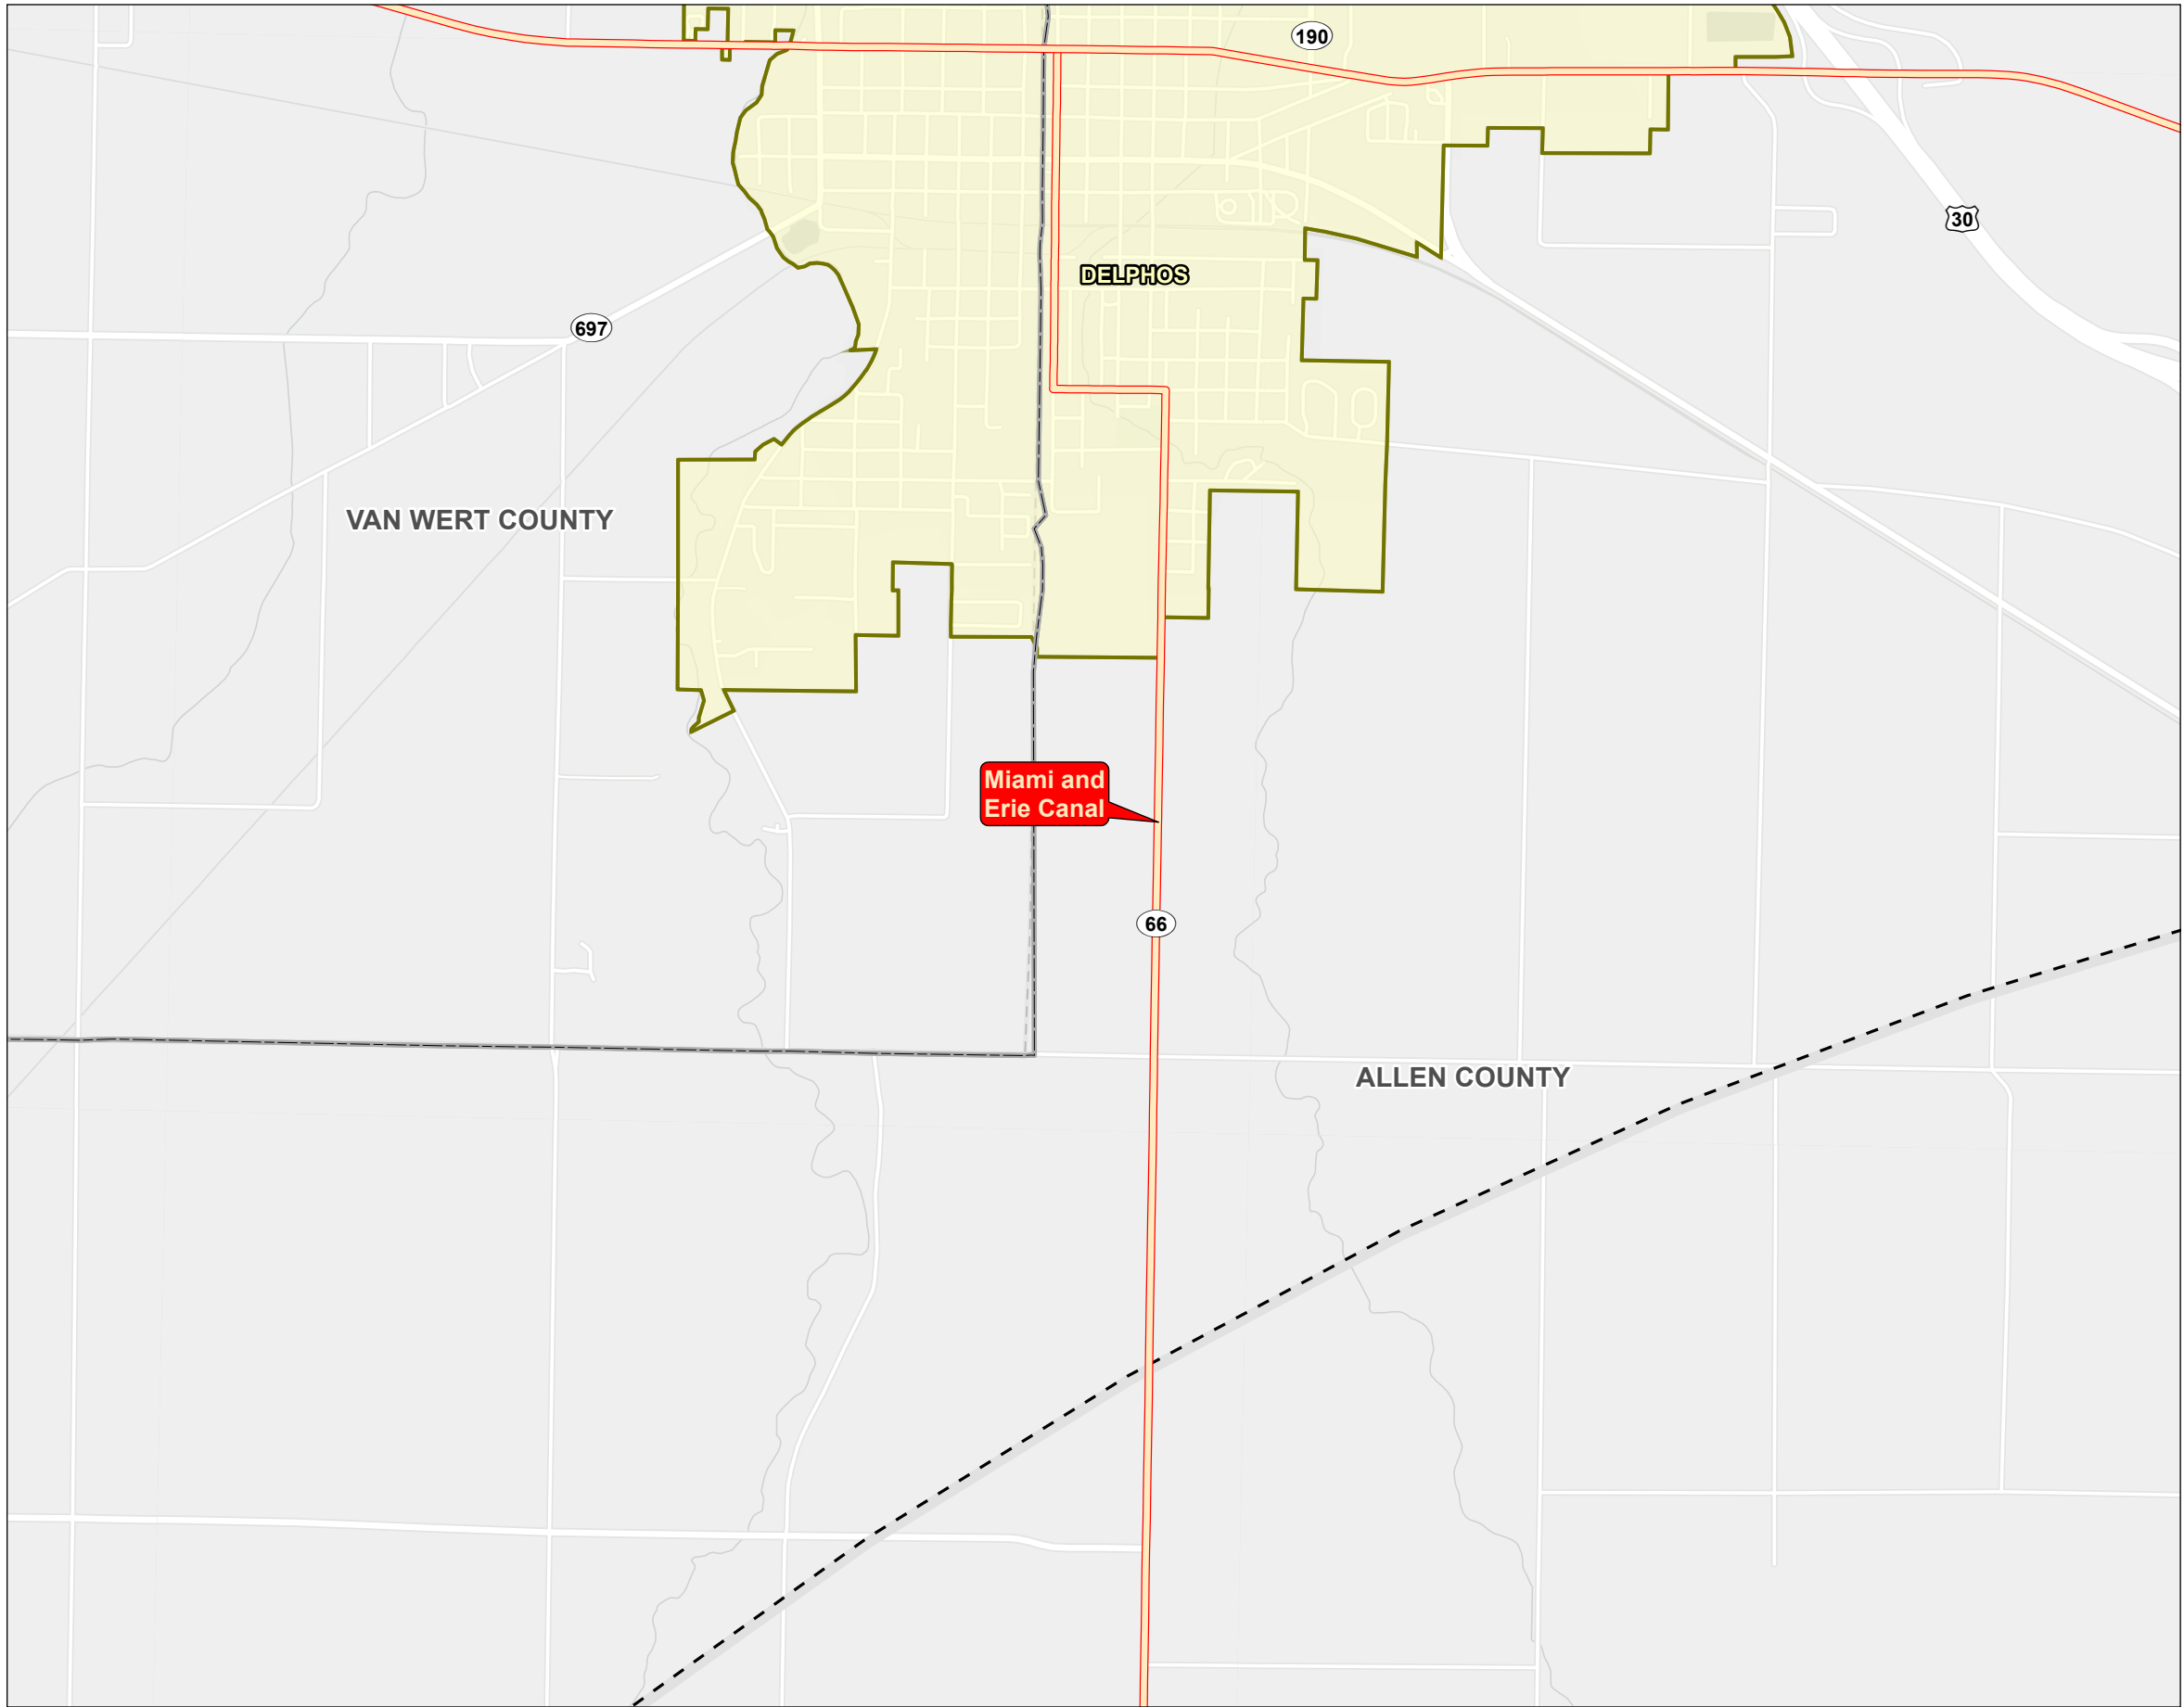 190
30
DELPHOS
697
VAN WERT COUNTY
Miami and
Erie Canal
66
ALLEN COUNTY